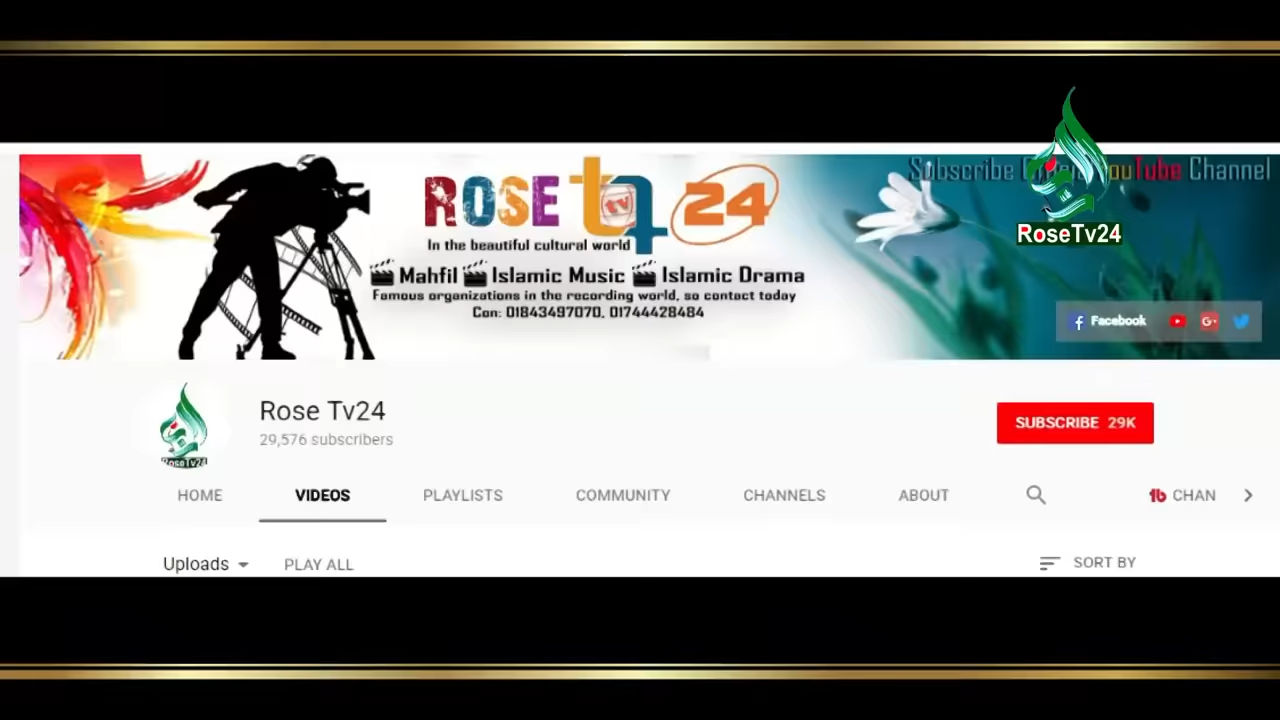 Subscribe YouTube Channel
ROSE tv 24
In the beautiful cultural world
Mahfil Islamic Music Islamic Drama
Famous organizations in the recording world, so contact today
Con: 01843497070, 01744428484
RoseTv24
Facebook G+
Rose Tv24
29,576 subscribers
SUBSCRIBE 29K
RoseTv24
HOME VIDEOS PLAYLISTS COMMUNITY CHANNELS ABOUT tb CHAN
Uploads PLAY ALL SORT BY